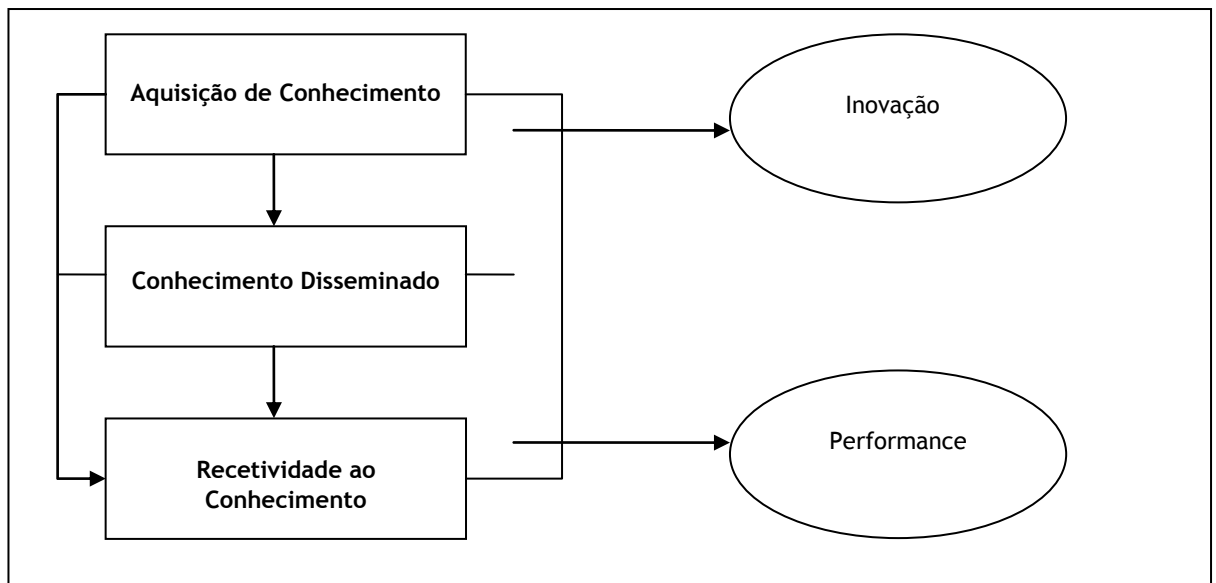 Aquisição de Conhecimento
Inovação
Conhecimento Disseminado
Performance
Recetividade ao
Conhecimento